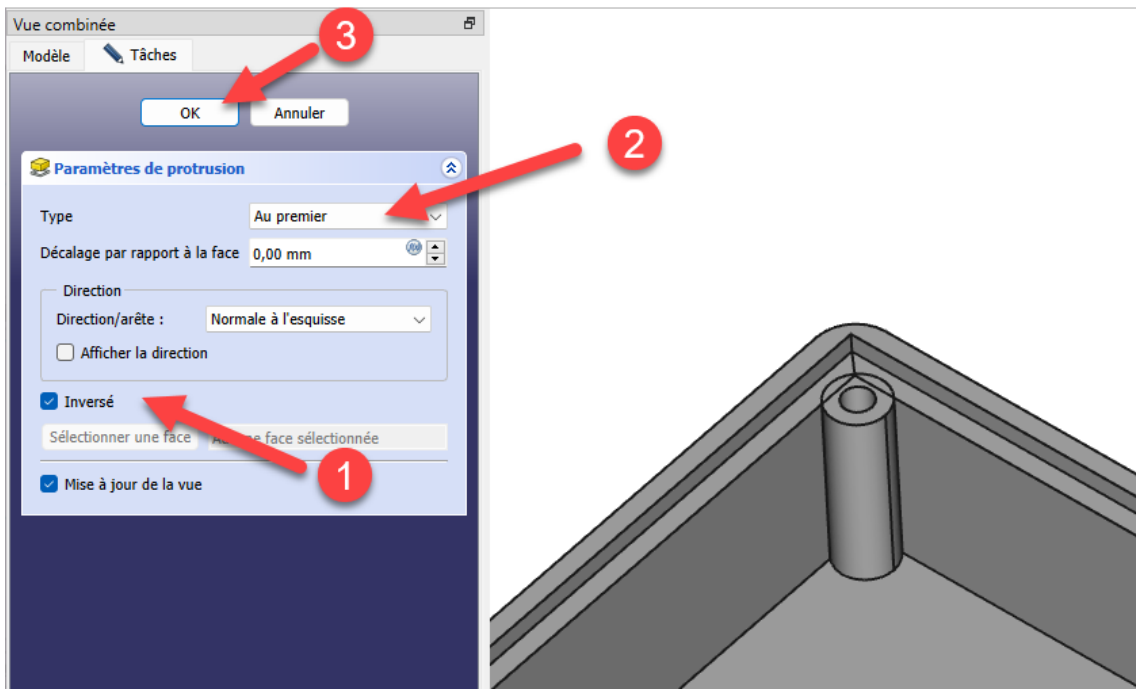 Vue combinée
3
Modèle
Tâches
OK
Annuler
2
Paramètres de protrusion
Type
Au premier
Décalage par rapport à la face
0,00 mm
Direction
Direction/arête :
Normale à l'esquisse
Afficher la direction
Inversé
Sélectionner une face
face sélectionnée
1
Mise à jour de la vue